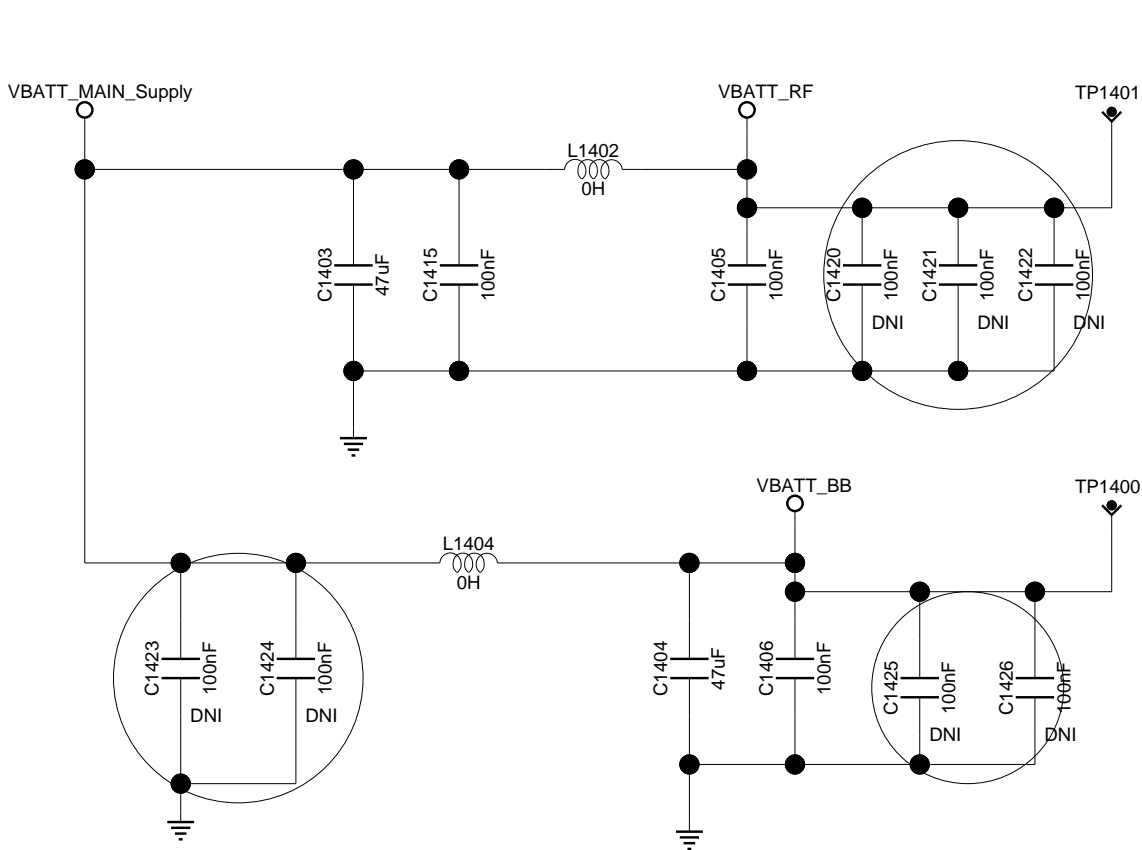 VBATT_MAIN_Supply
VBATT_RF
TP1401
L1402
0H
C1403
47uF
C1415
100nF
C1405
100nF
C1420
100nF
DNI
C1421
100nF
DNI
C1422
100nF
DNI
VBATT_BB
TP1400
L1404
0H
C1423
100nF
DNI
C1424
100nF
DNI
C1404
47uF
C1406
100nF
C1425
100nF
DNI
C1426
100nF
DNI